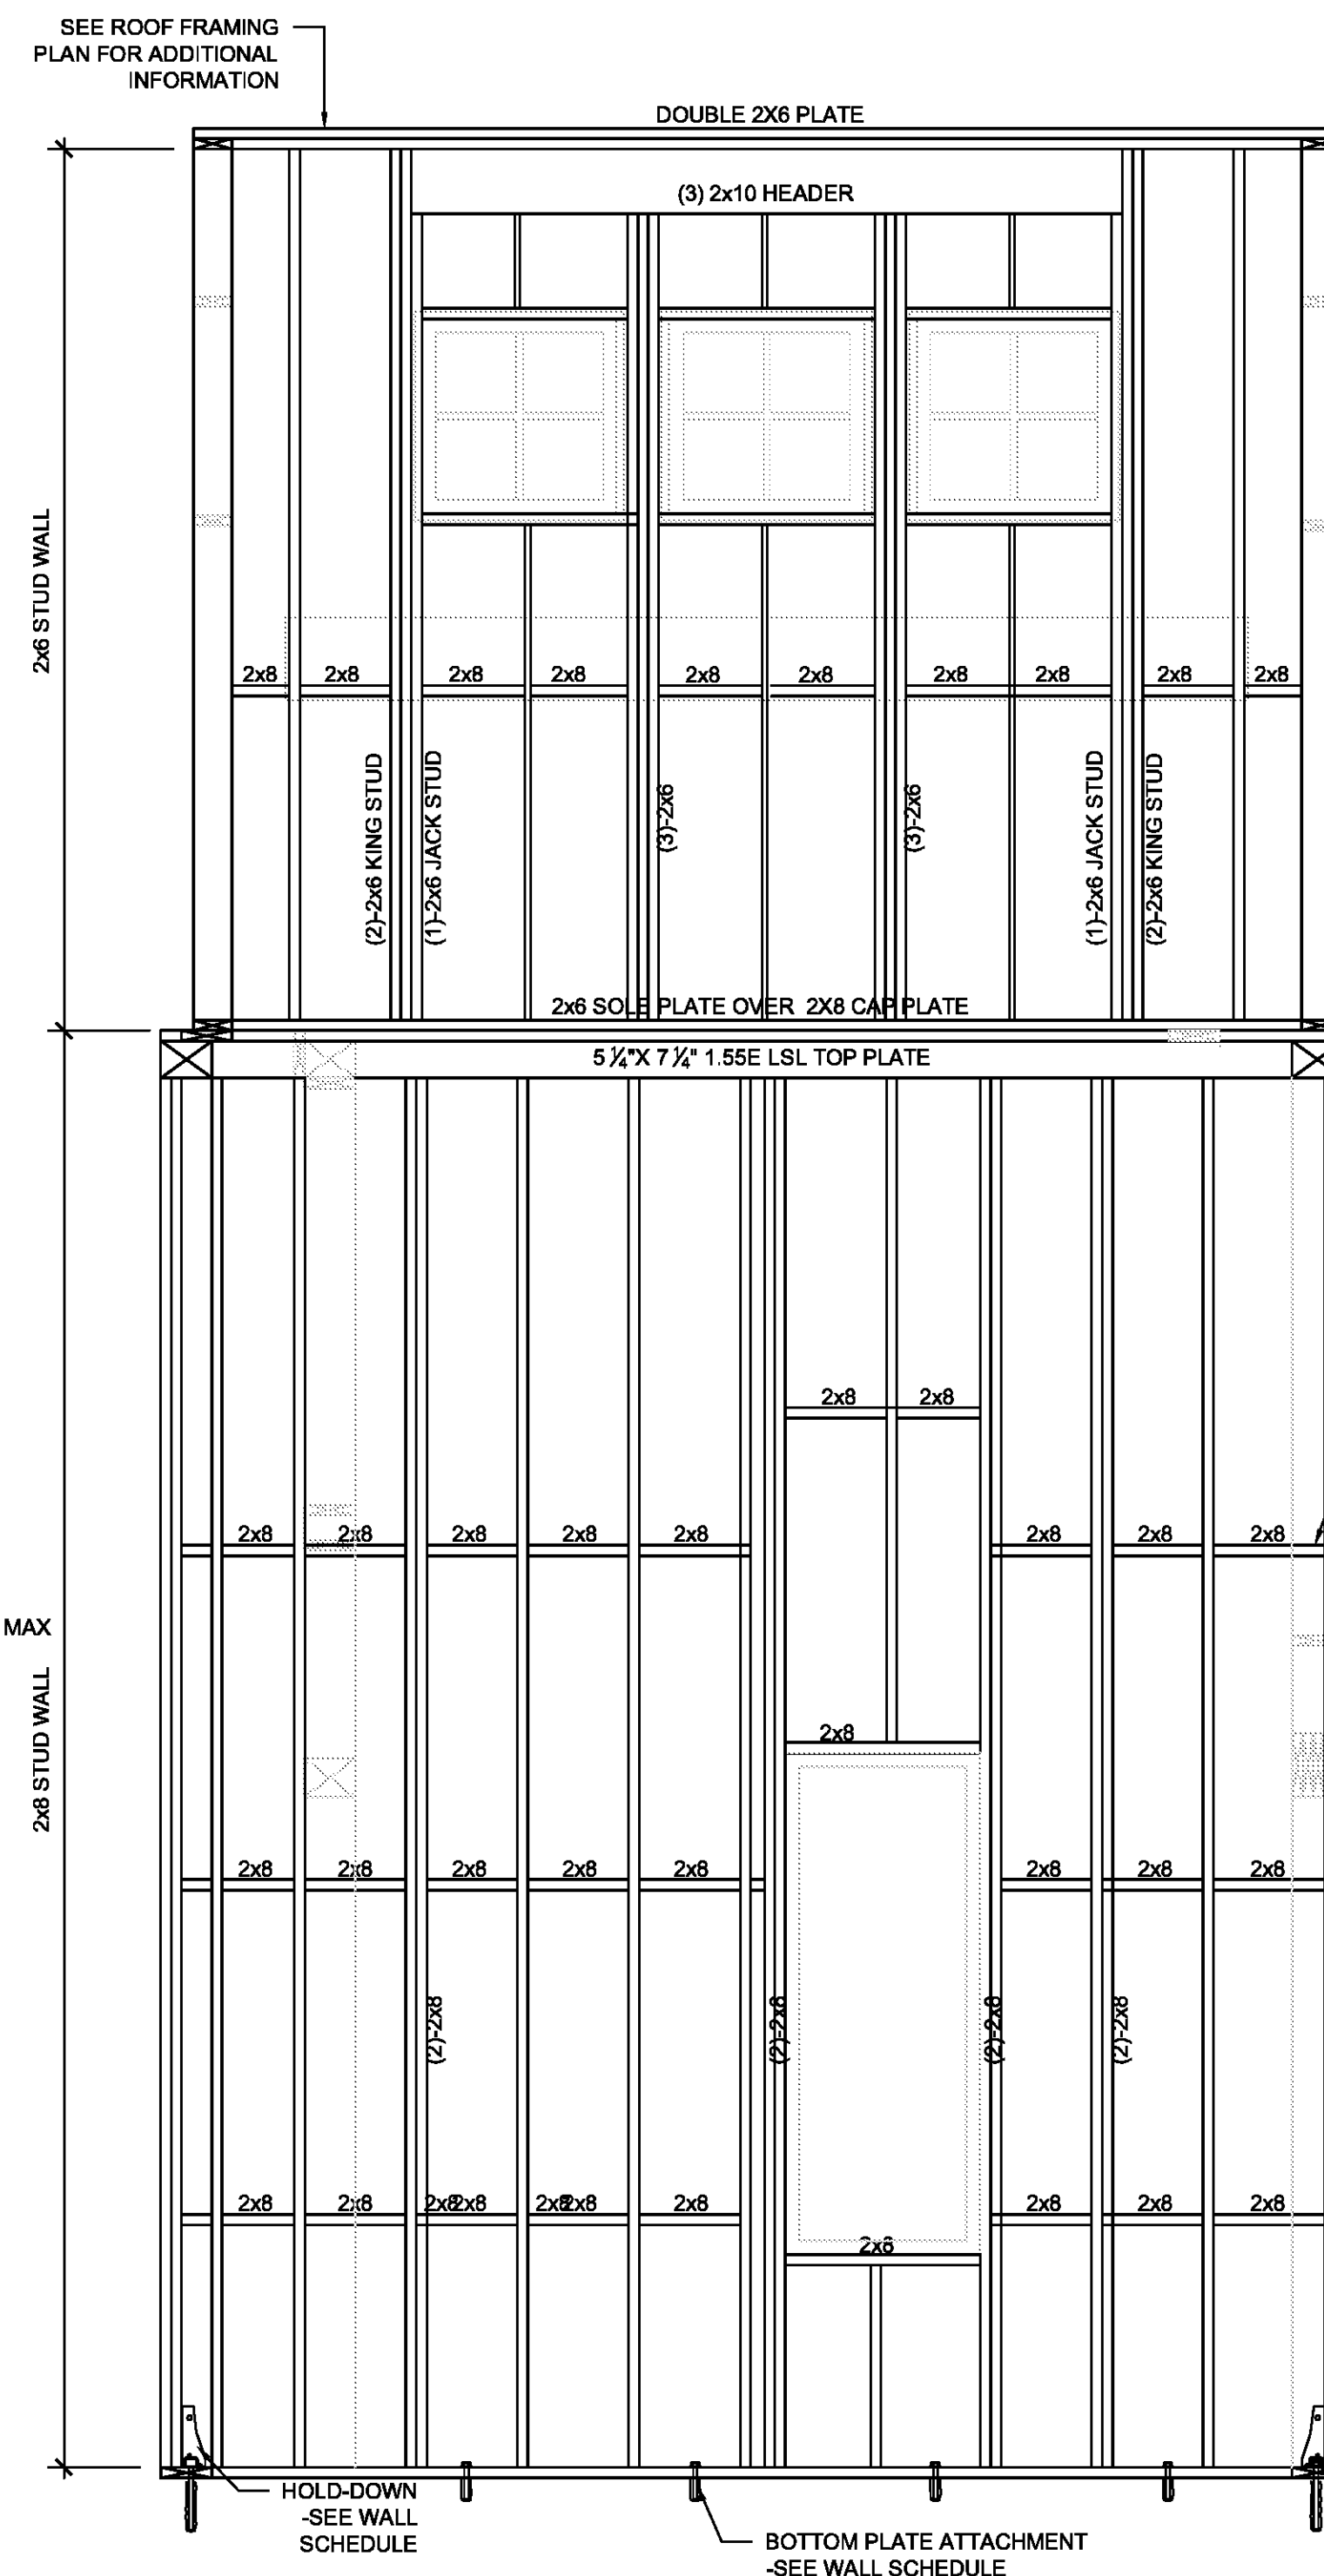 SEE ROOF FRAMING
PLAN FOR ADDITIONAL
INFORMATION
DOUBLE 2X6 PLATE
(3) 2x10 HEADER
2x6 STUD WALL
2x8 2x8 2x8 2x8 2x8 2x8 2x8 2x8 2x8 2x8
(2)-2x6 KING STUD
(1)-2x6 JACK STUD
(3)-2x6
(3)-2x6
(1)-2x6 JACK STUD
(2)-2x6 KING STUD
2x6 SOLE PLATE OVER 2X8 CAP PLATE
5 ¼"X 7 ¼" 1.55E LSL TOP PLATE
2x8 2x8
2x8 2x8 2x8 2x8 2x8 2x8 2x8 2x8
MAX
2x8 STUD WALL
2x8
2x8 2x8 2x8 2x8 2x8 2x8 2x8 2x8
(2)-2x8
(2)-2x8
(2)-2x8
(2)-2x8
2x8 2x8 2x8 2x8 2x8 2x8 2x8 2x8 2x8 2x8
2x8
HOLD-DOWN
-SEE WALL
SCHEDULE
BOTTOM PLATE ATTACHMENT
-SEE WALL SCHEDULE